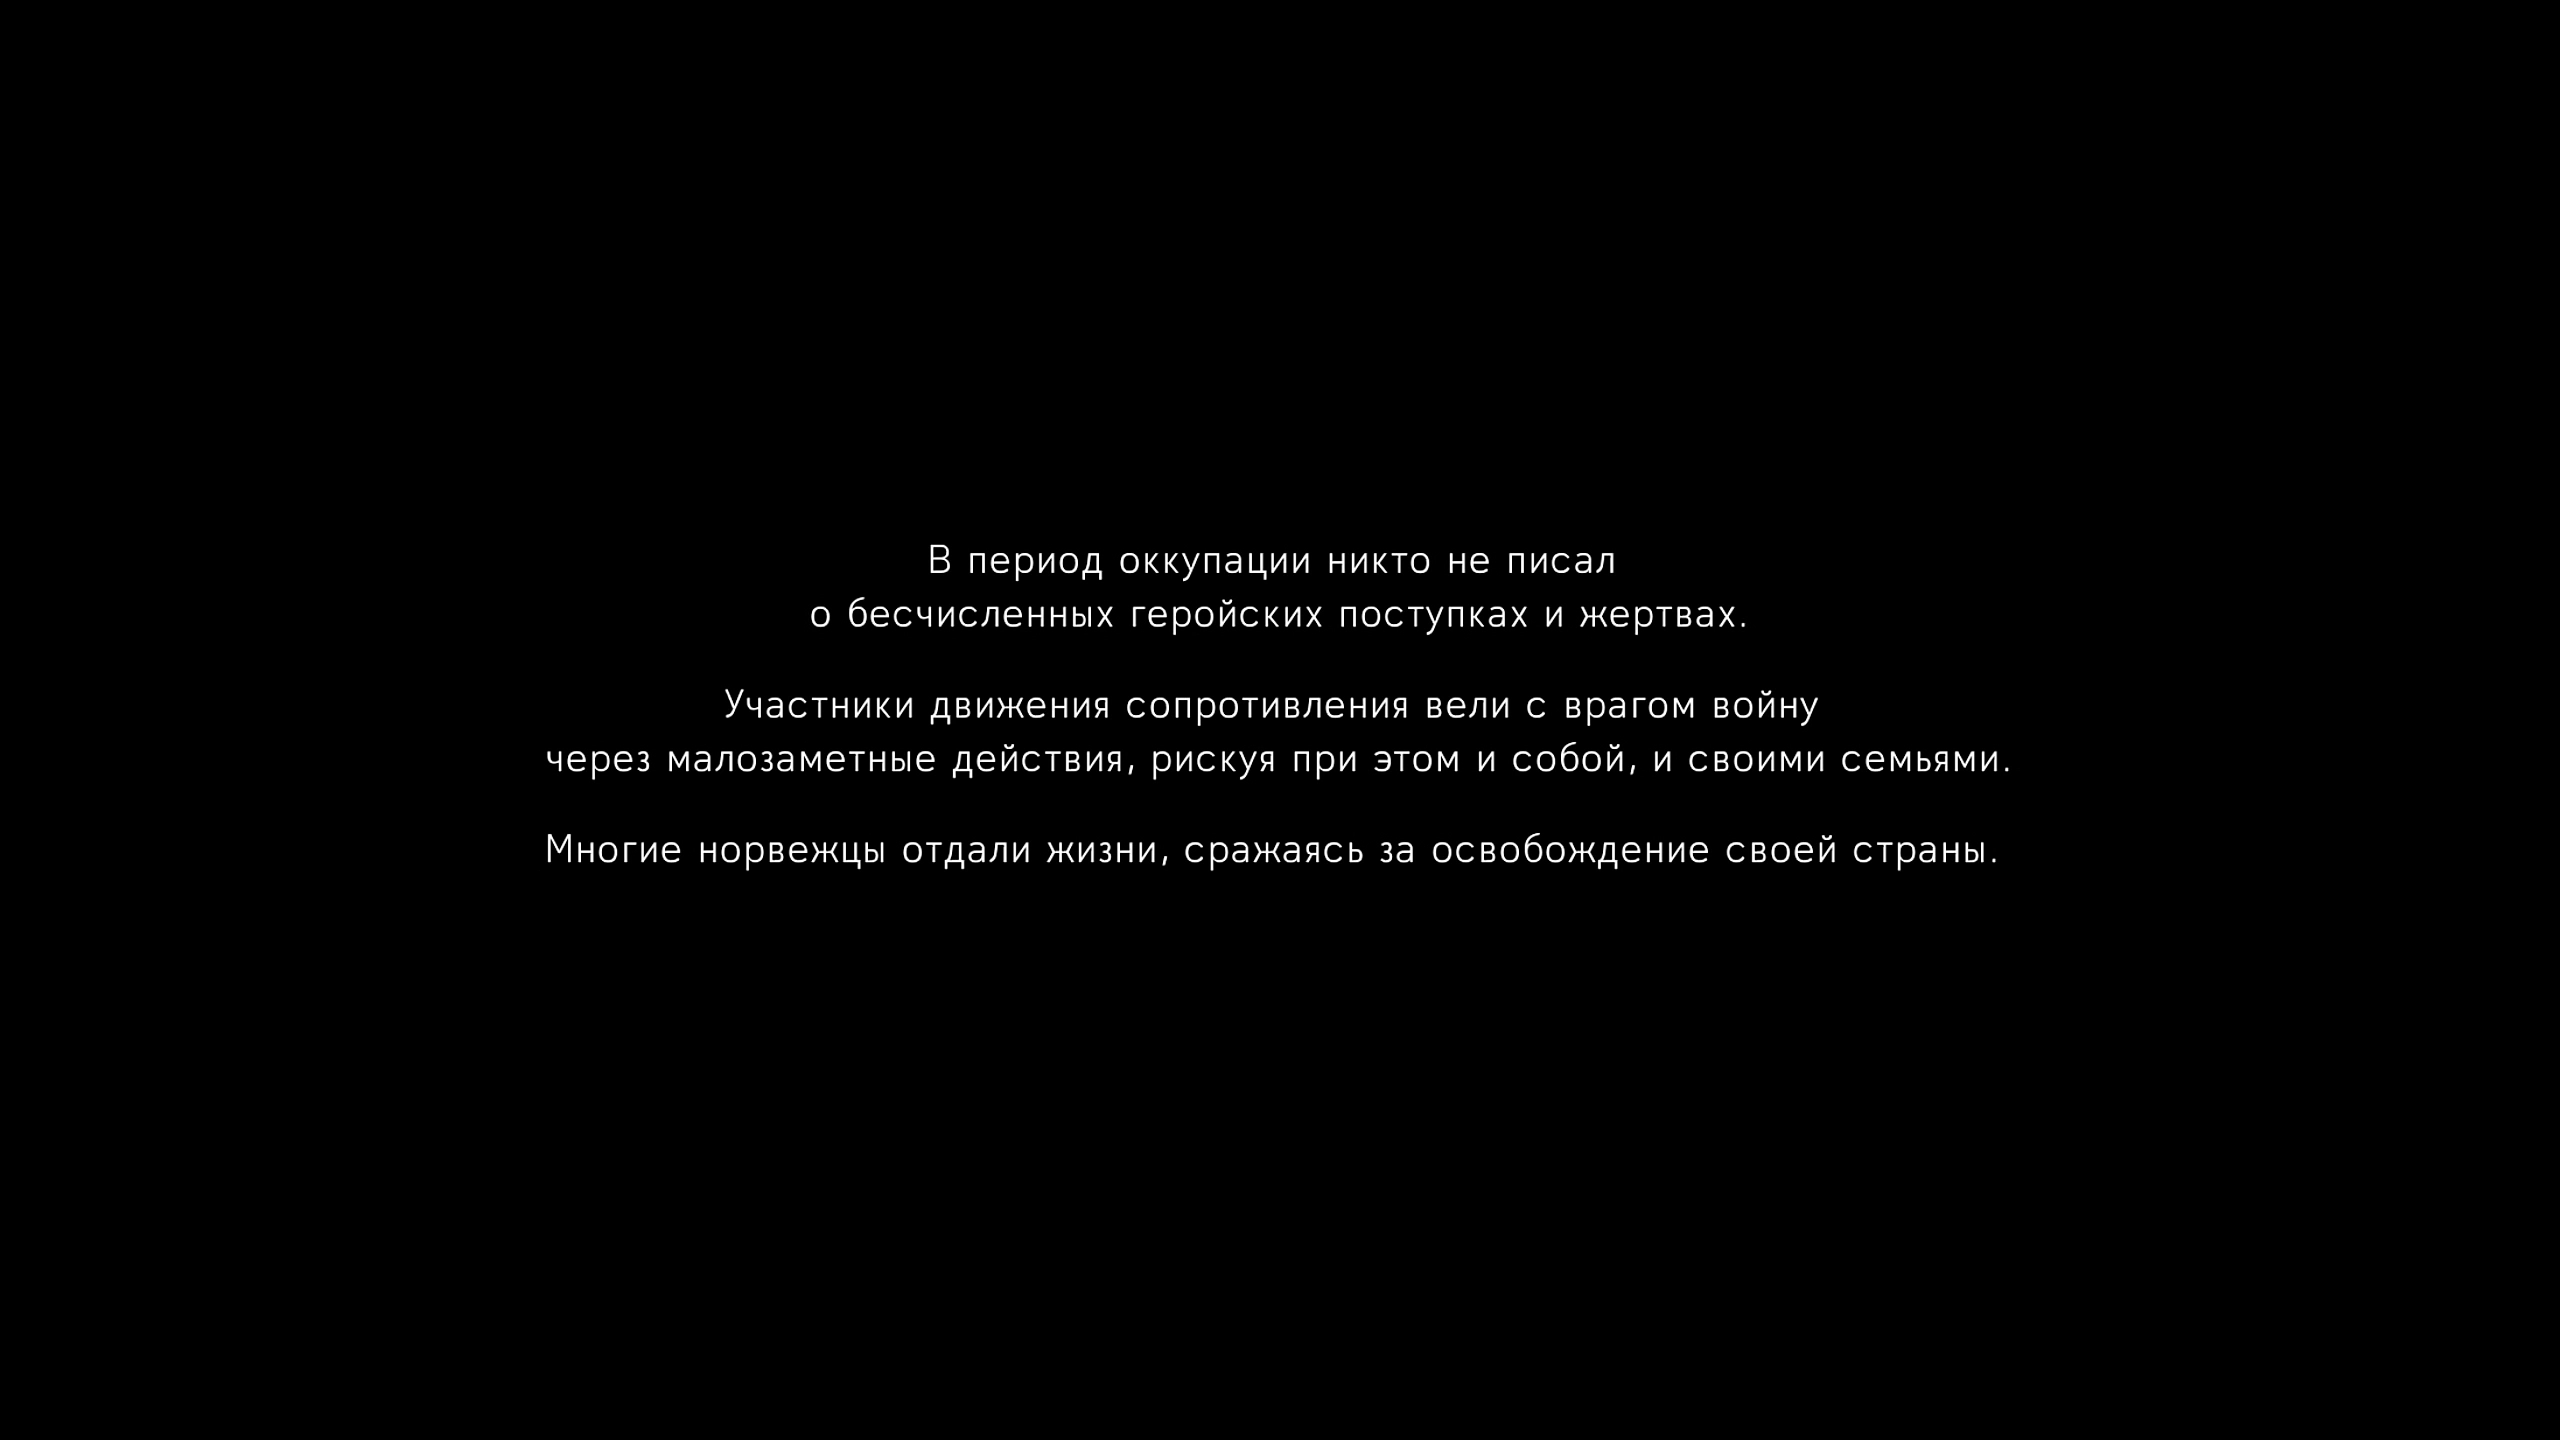 В период оккупации никто не писал
о бесчисленных геройских поступках и жертвах.
Участники движения сопротивления вели с врагом войну
через малозаметные действия, рискуя при этом и собой, и своими семьями.
Многие норвежцы отдали жизни, сражаясь за освобождение своей страны.